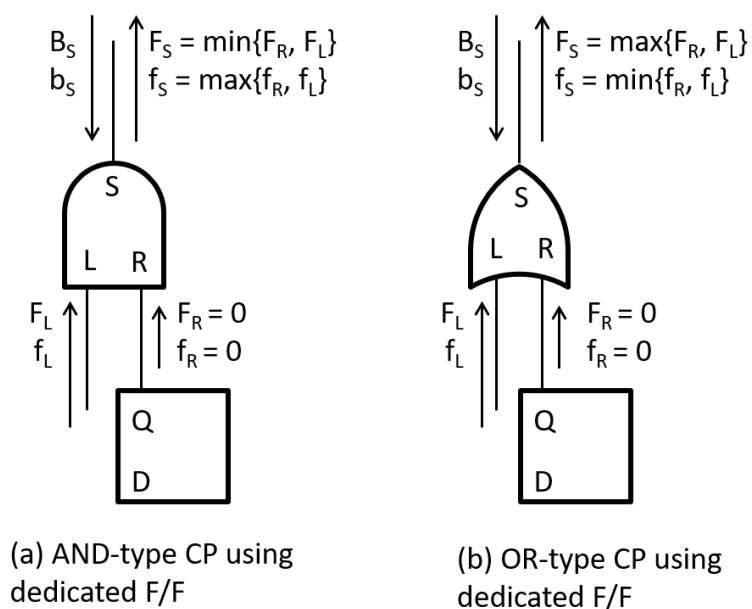 B_S
b_S
F_S = min{F_R, F_L}
f_S = max{f_R, f_L}
S
L R
F_L
f_L
F_R = 0
f_R = 0
Q
D
(a) AND-type CP using
dedicated F/F
B_S
b_S
F_S = max{F_R, F_L}
f_S = min{f_R, f_L}
S
L R
F_L
f_L
F_R = 0
f_R = 0
Q
D
(b) OR-type CP using
dedicated F/F